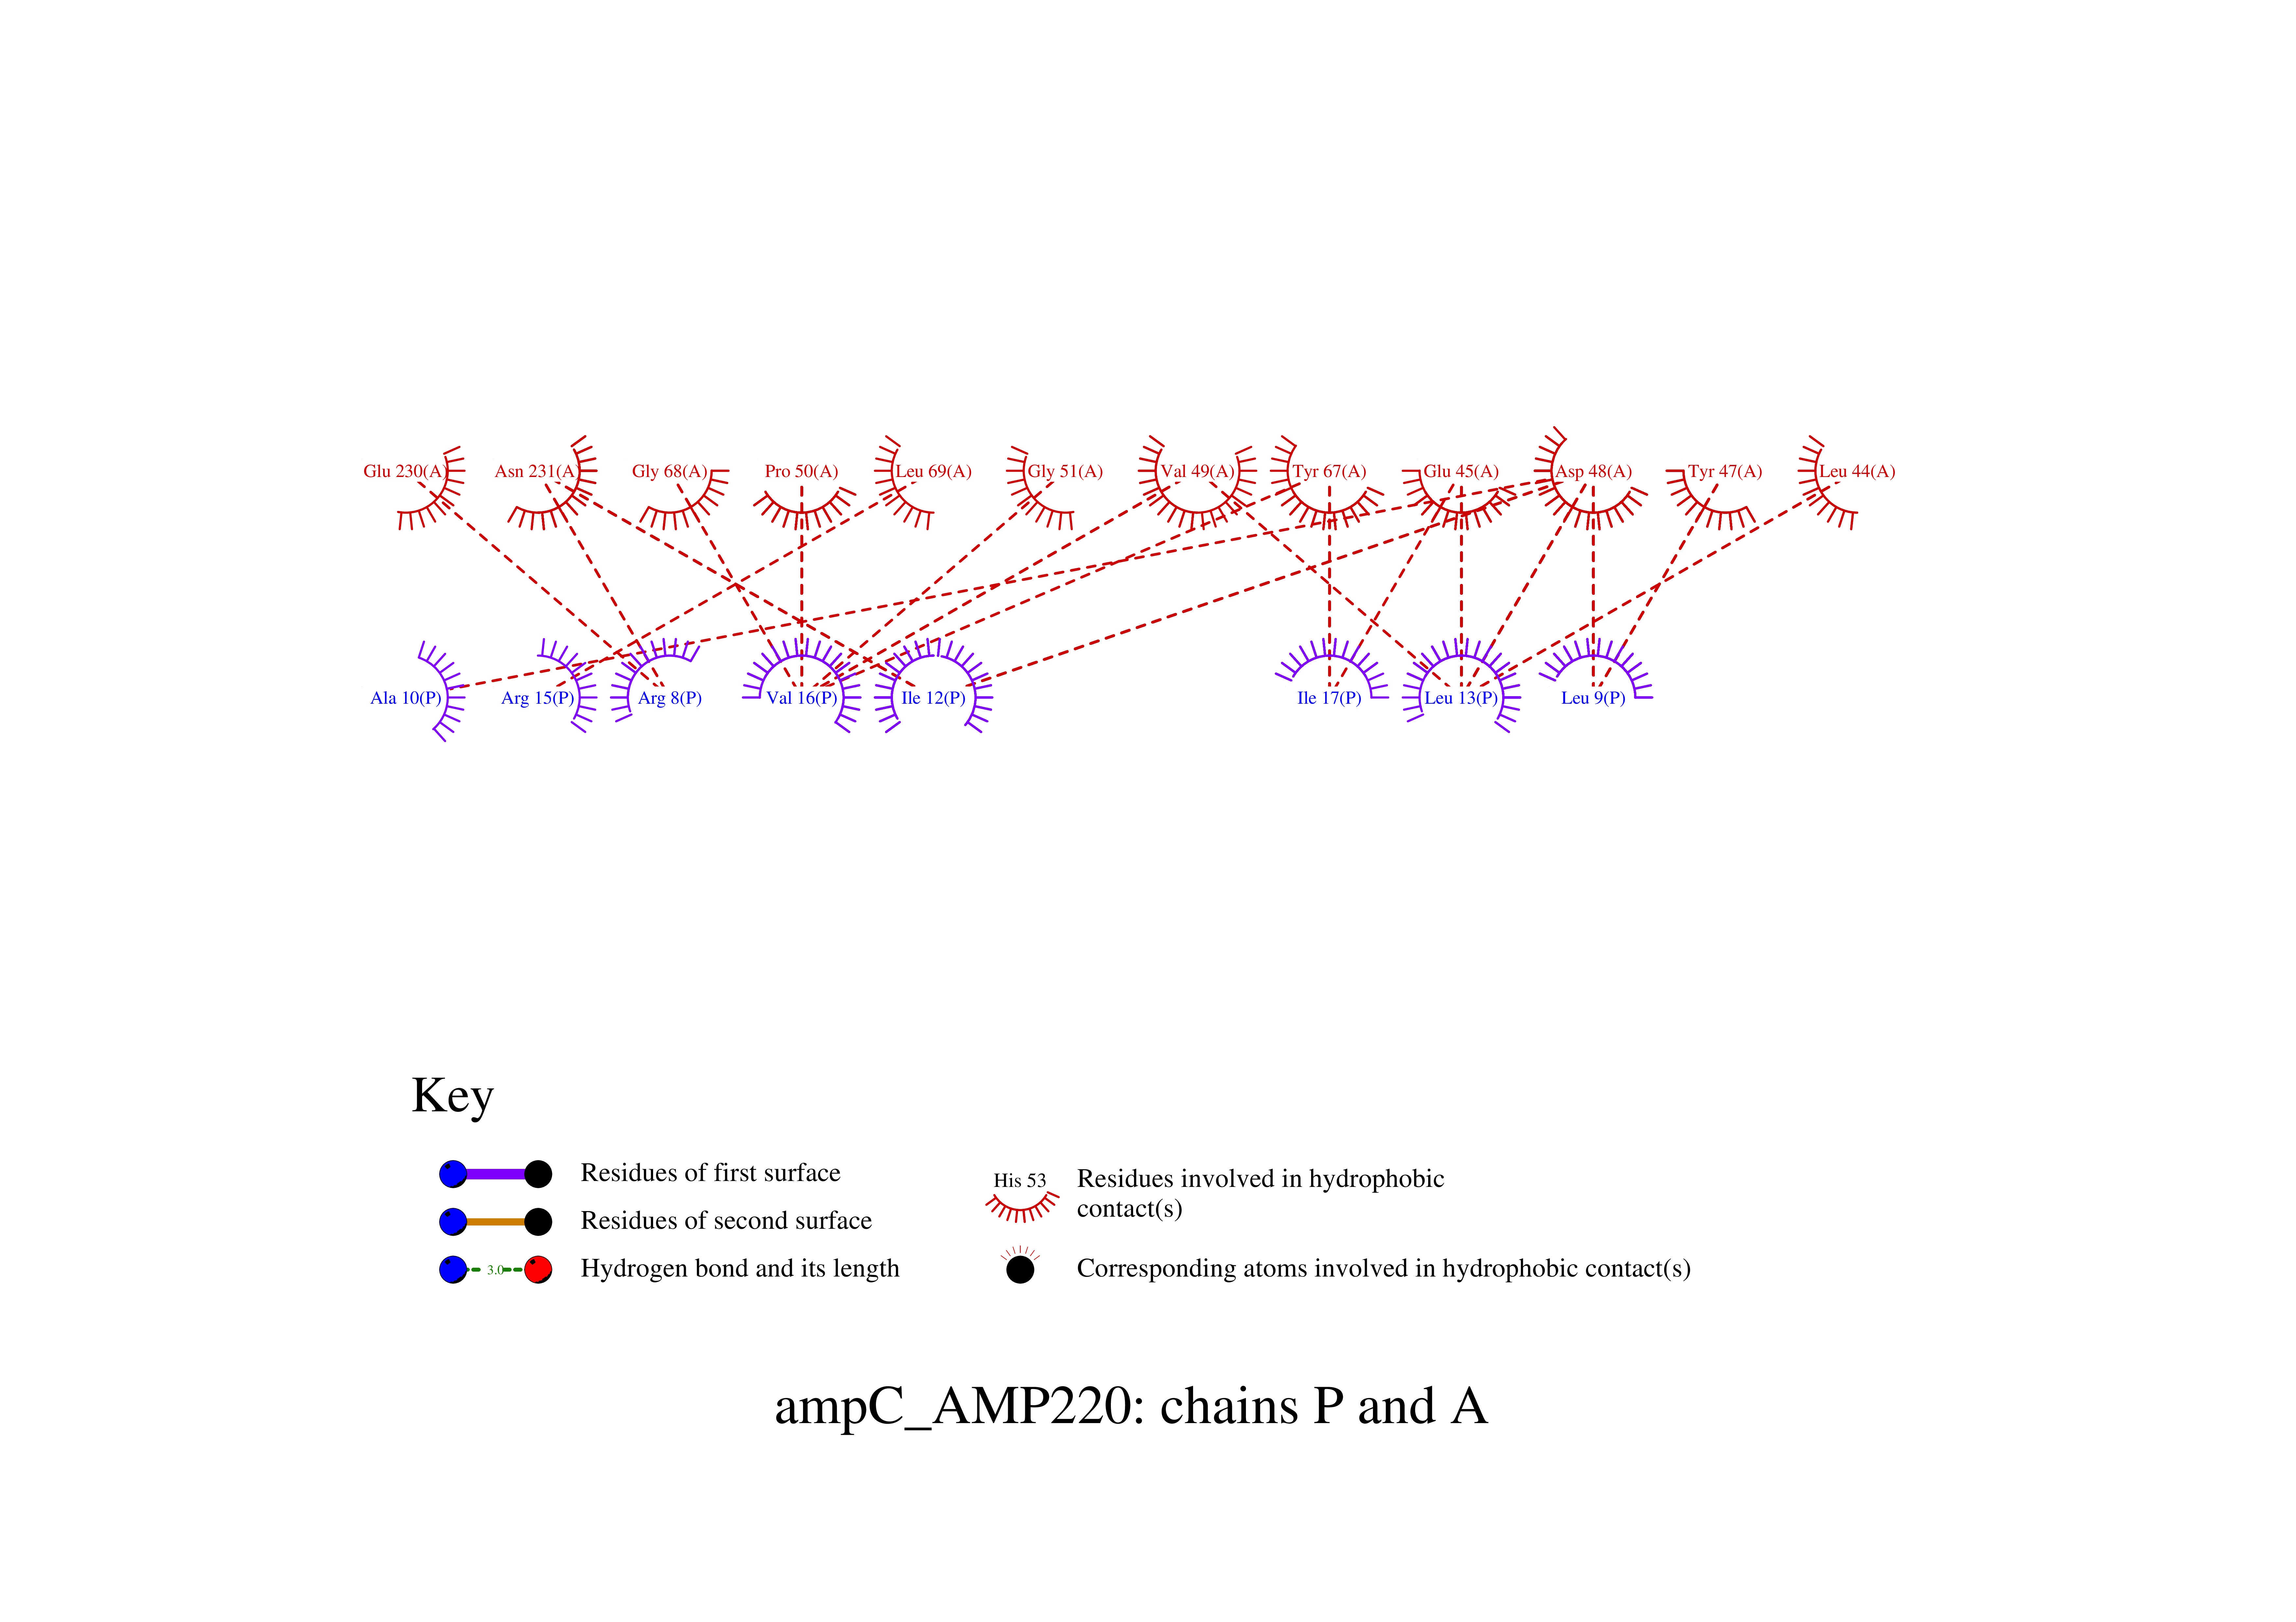 Glu 230(A) Asn 231(A) Gly 68(A) Pro 50(A) Leu 69(A) Gly 51(A) Val 49(A) Tyr 67(A) Glu 45(A) Asp 48(A) Tyr 47(A) Leu 44(A)
Ala 10(P) Arg 15(P) Arg 8(P) Val 16(P) Ile 12(P) Ile 17(P) Leu 13(P) Leu 9(P)
Key
Residues of first surface
Residues of second surface
3.0 Hydrogen bond and its length
His 53 Residues involved in hydrophobic
contact(s)
Corresponding atoms involved in hydrophobic contact(s)
ampC_AMP220: chains P and A